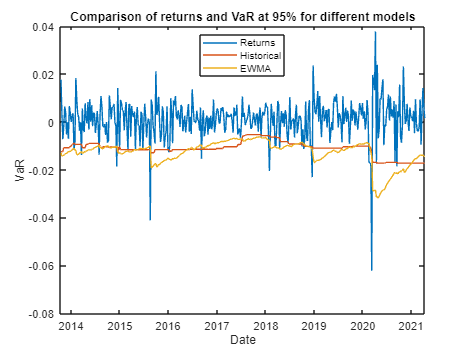 Comparison of returns and VaR at 95% for different models
0.04
0.02
0
-0.02
-0.04
-0.06
-0.08
VaR
Returns
Historical
EWMA
2014 2015 2016 2017 2018 2019 2020 2021
Date